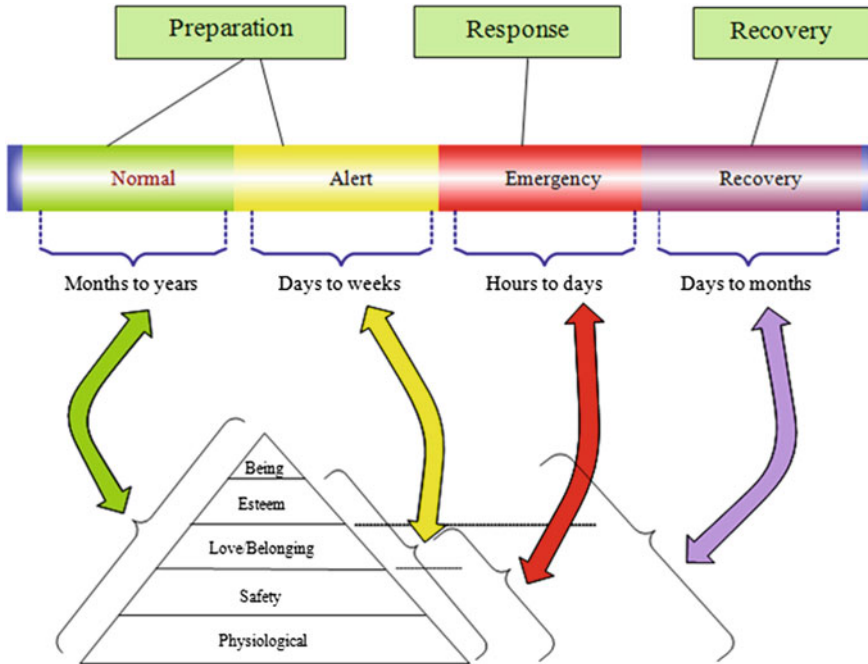 Preparation
Response
Recovery
Normal
Alert
Emergency
Recovery
Months to years
Days to weeks
Hours to days
Days to months
Being
Esteem
Love/Belonging
Safety
Physiological